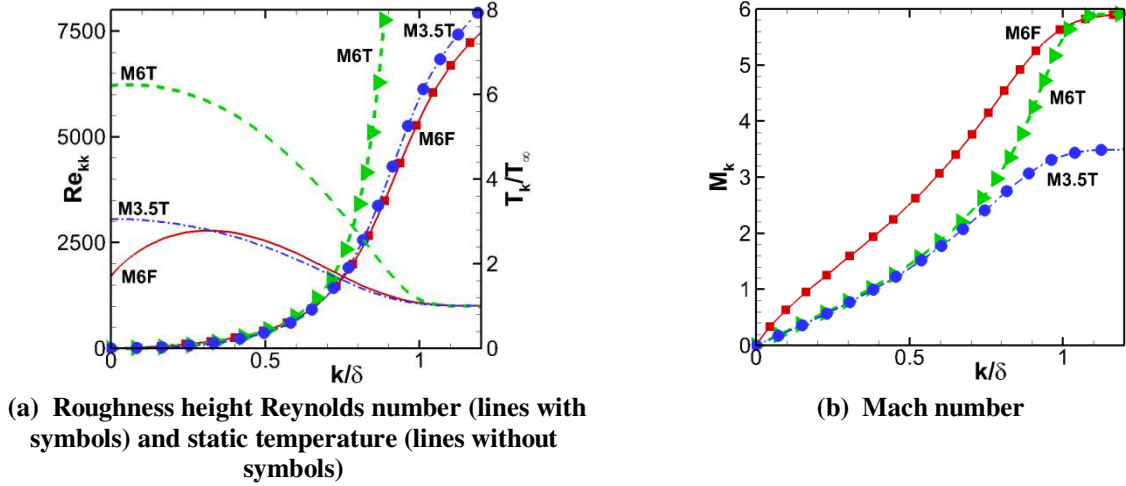 7500
5000
2500
0
Re_kk
8
6
4
2
0
T_k/T_∞
0
0.5
1
k/δ
M6T
M3.5T
M6F
M6T
M3.5T
M6F
(a) Roughness height Reynolds number (lines with
symbols) and static temperature (lines without
symbols)
6
5
4
3
2
1
0
M_k
0
0.5
1
k/δ
M6F
M6T
M3.5T
(b) Mach number